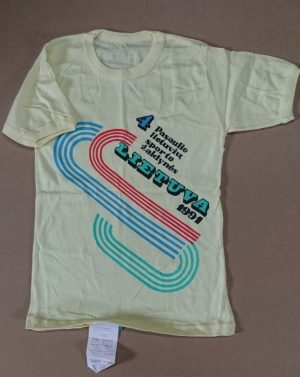 4 Pasaulio
lietuvių
sporto
žaidynės
LIETUVA
1991